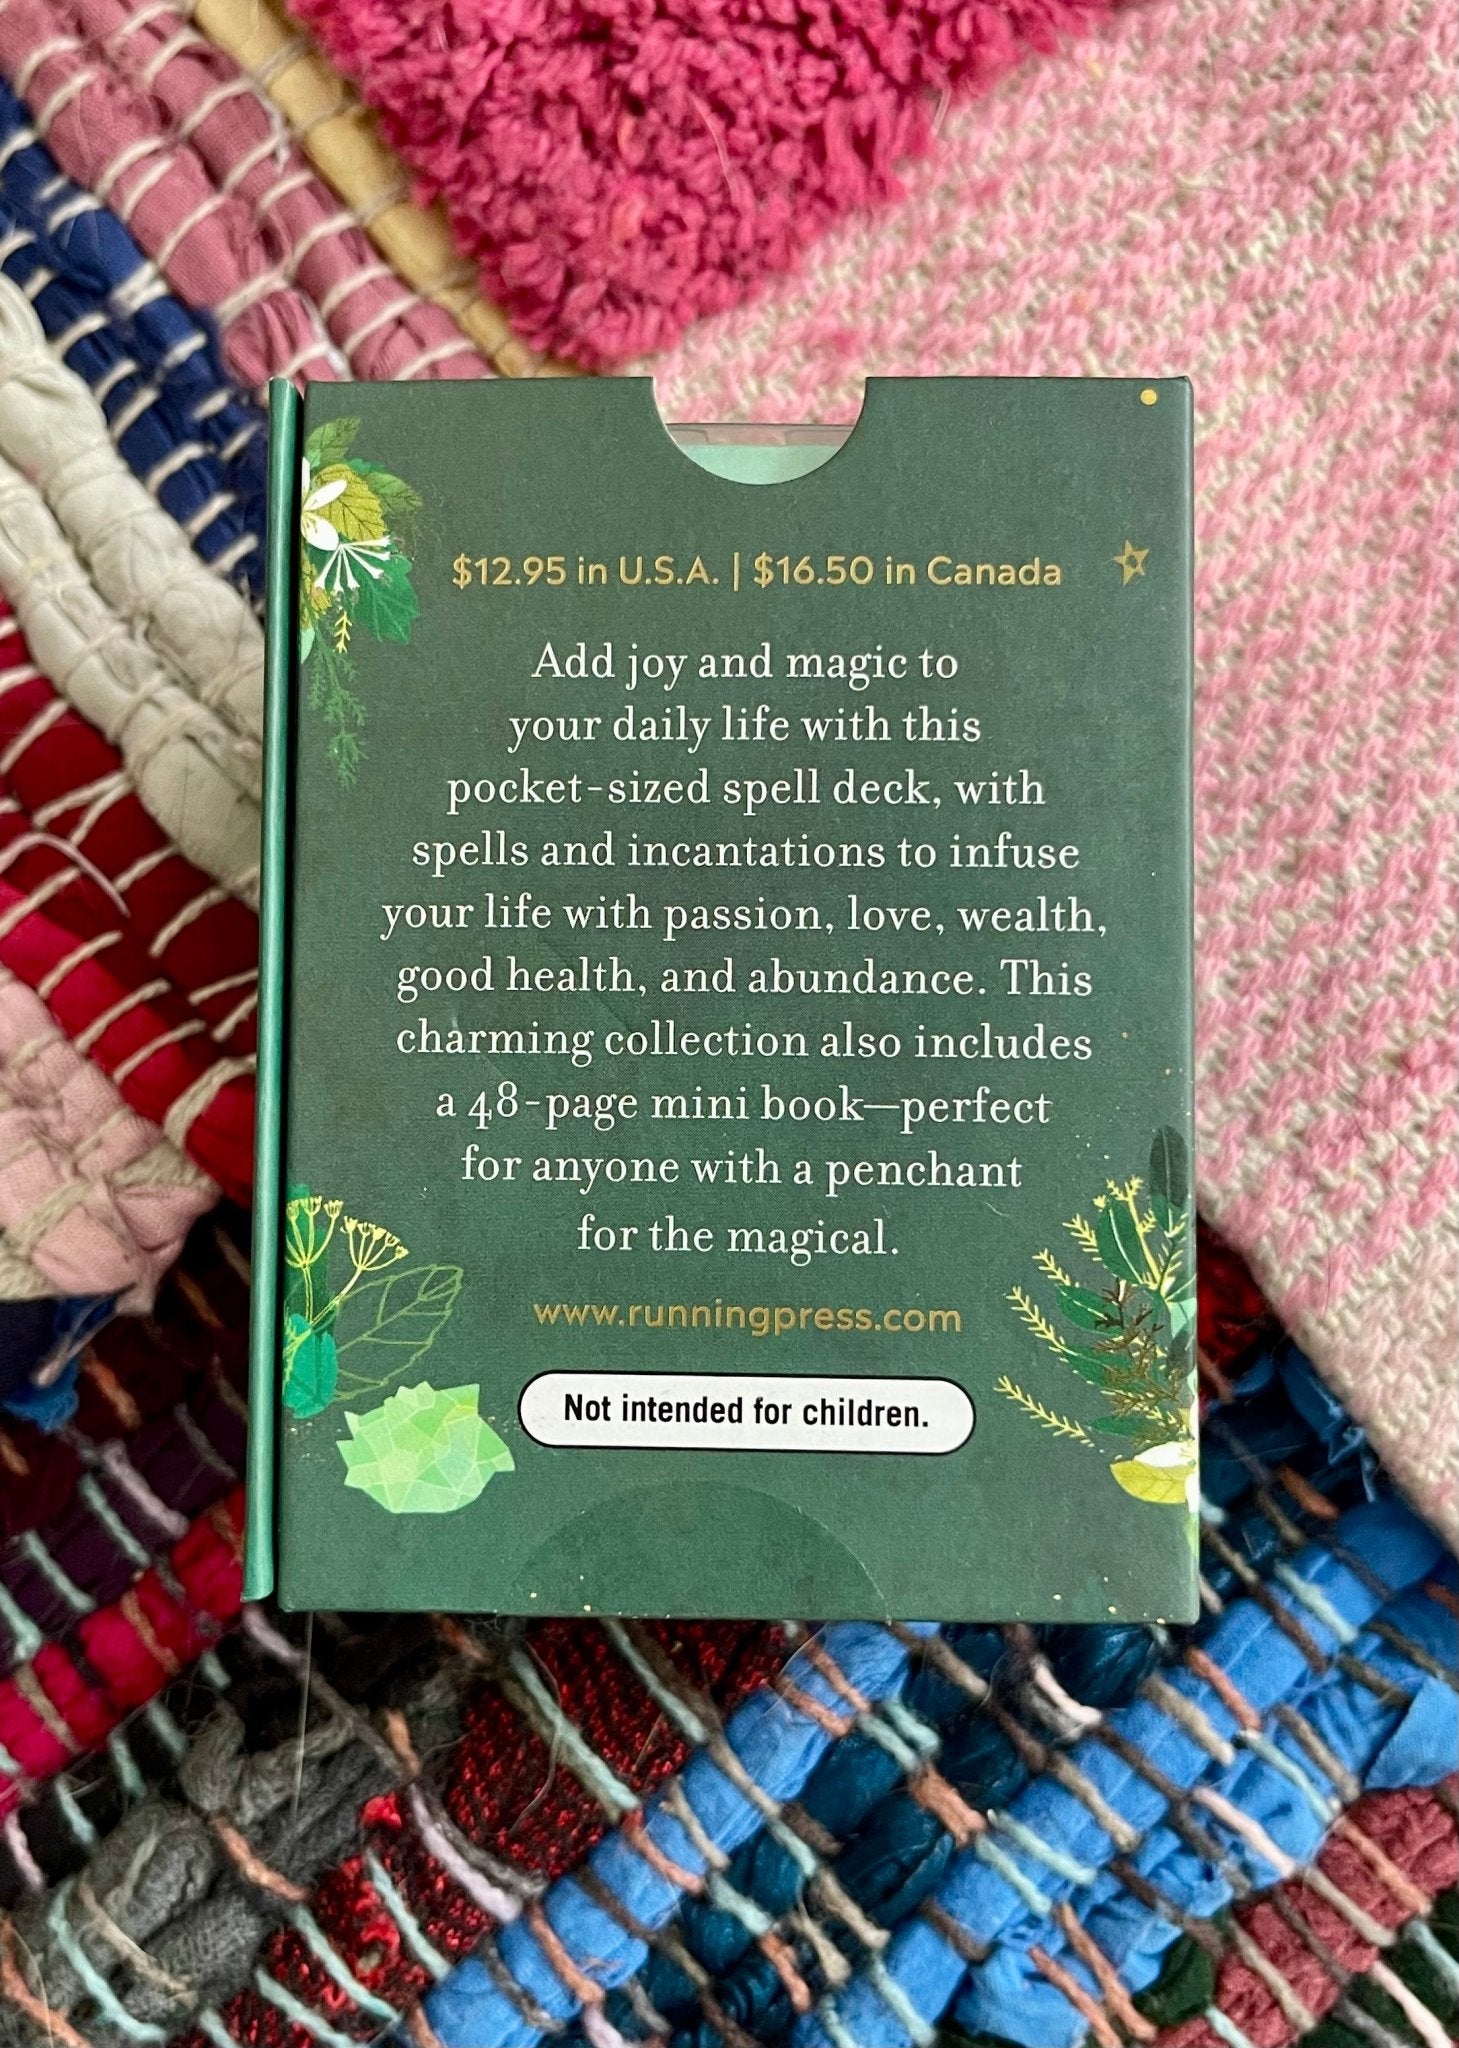 $12.95 in U.S.A. | $16.50 in Canada
Add joy and magic to
your daily life with this
pocket-sized spell deck, with
spells and incantations to infuse
your life with passion, love, wealth,
good health, and abundance. This
charming collection also includes
a 48-page mini book—perfect
for anyone with a penchant
for the magical.
www.runningpress.com
Not intended for children.